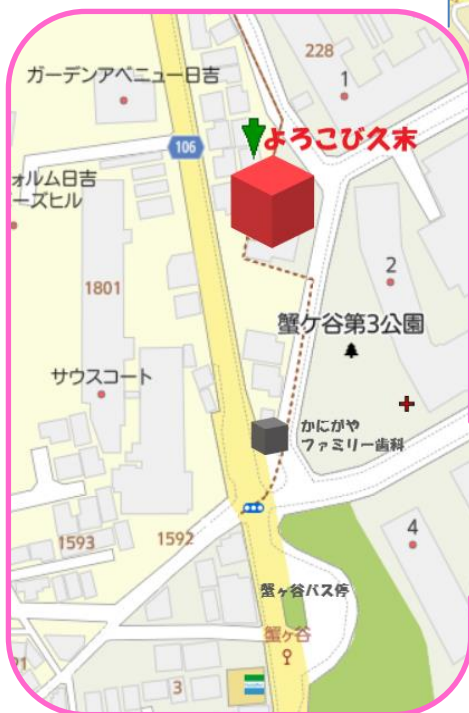 228
ガーデンアベニュー日吉
1
106
よろこび久末
ォルム日吉
ーズヒル
2
1801
蟹ケ谷第3公園
サウスコート
かにがや
ファミリー歯科
4
1593
1592
蟹ヶ谷バス停
蟹ヶ谷
21
3